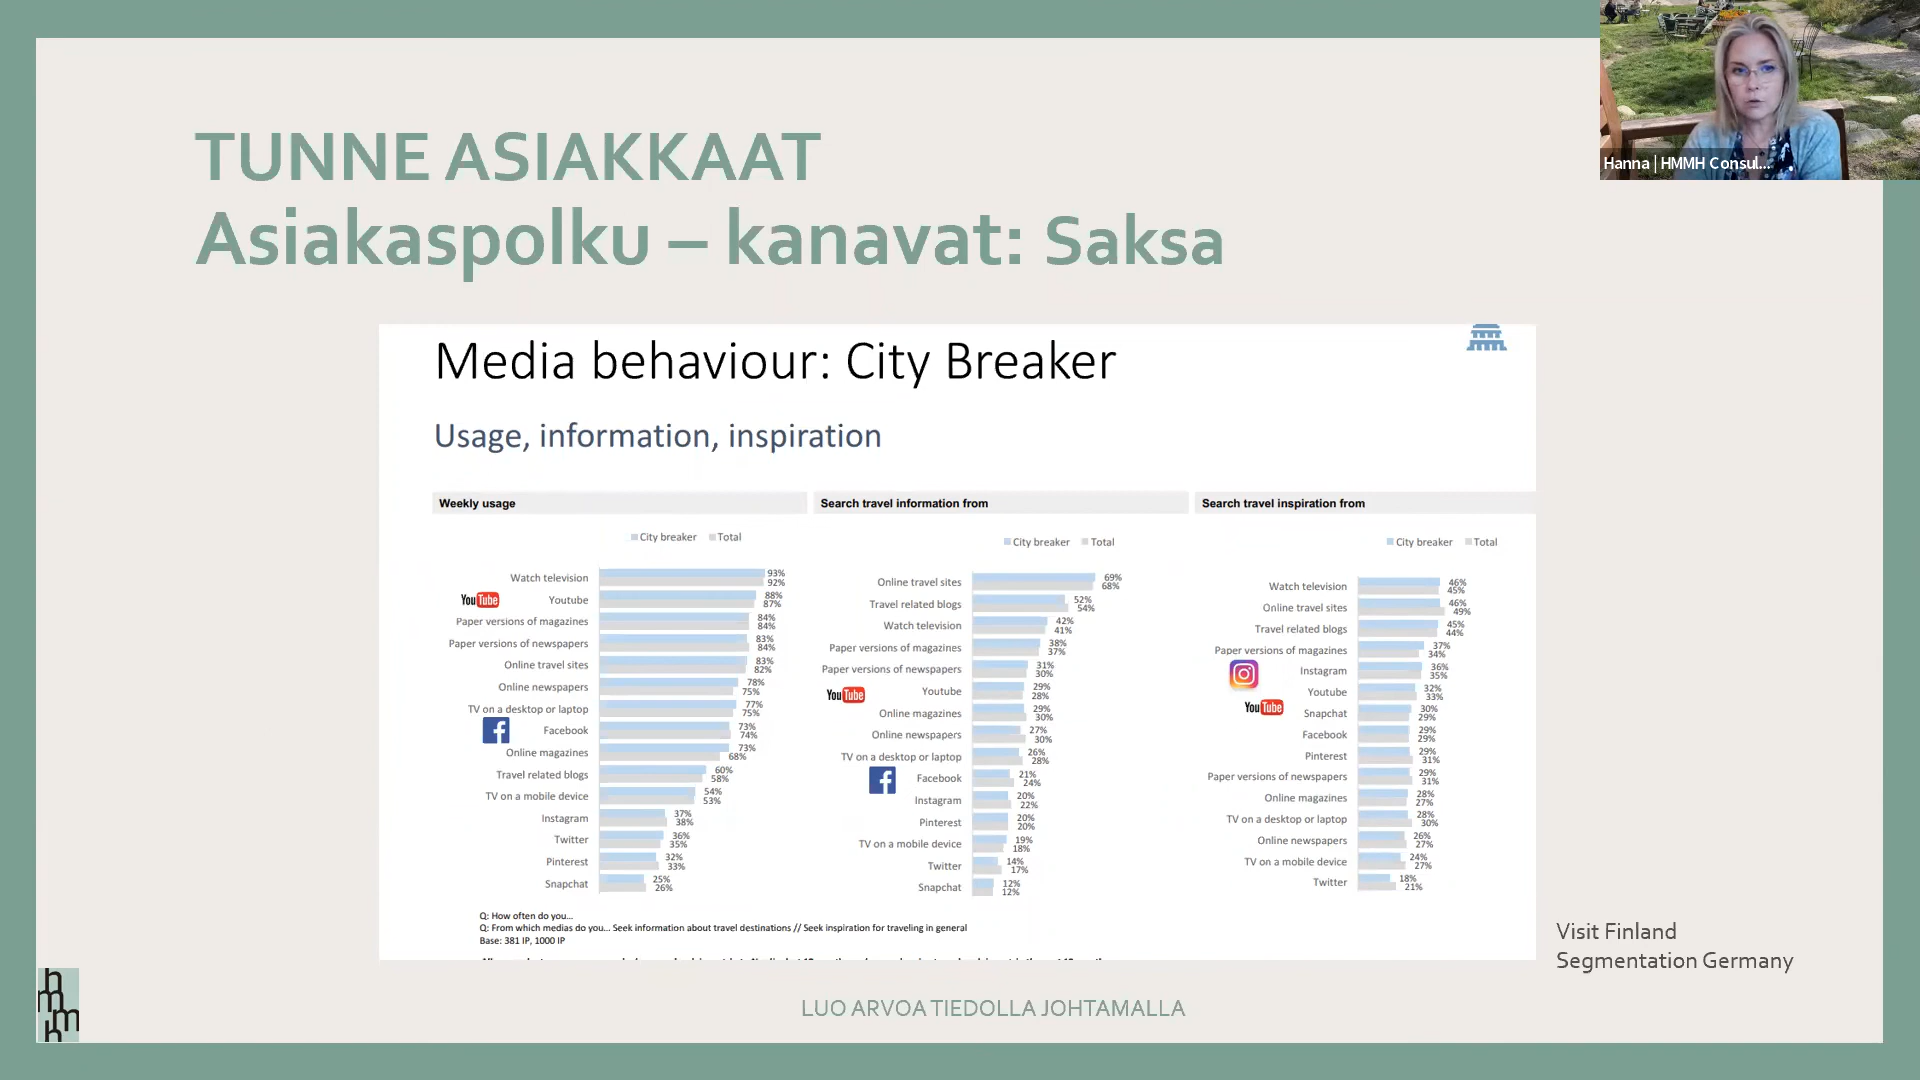 Hanna | HMMH Consul...
TUNNE ASIAKKAAT
Asiakaspolku – kanavat: Saksa
Media behaviour: City Breaker
Usage, information, inspiration
Weekly usage
City breaker Total
Watch television 93% 92%
YouTube Youtube 88% 87%
Paper versions of magazines 84% 84%
Paper versions of newspapers 83% 84%
Online travel sites 83% 82%
Online newspapers 78% 75%
TV on a desktop or laptop 77% 75%
f Facebook 73% 74%
Online magazines 73% 68%
Travel related blogs 60% 58%
TV on a mobile device 54% 53%
Instagram 37% 38%
Twitter 36% 35%
Pinterest 32% 33%
Snapchat 25% 26%
Search travel information from
City breaker Total
Online travel sites 69% 68%
Travel related blogs 52% 54%
Watch television 42% 41%
Paper versions of magazines 38% 37%
Paper versions of newspapers 31% 30%
YouTube Youtube 29% 28%
Online magazines 29% 30%
Online newspapers 27% 30%
TV on a desktop or laptop 26% 28%
f Facebook 21% 24%
Instagram 20% 22%
Pinterest 20% 20%
TV on a mobile device 19% 18%
Twitter 14% 17%
Snapchat 12% 12%
Search travel inspiration from
City breaker Total
Watch television 46% 45%
Online travel sites 46% 49%
Travel related blogs 45% 44%
Paper versions of magazines 37% 34%
Instagram 36% 35%
Youtube 32% 33%
YouTube Snapchat 30% 29%
Facebook 29% 29%
Pinterest 29% 31%
Paper versions of newspapers 29% 31%
Online magazines 28% 27%
TV on a desktop or laptop 28% 30%
Online newspapers 26% 27%
TV on a mobile device 24% 27%
Twitter 18% 21%
Q: How often do you...
Q: From which medias do you... Seek information about travel destinations // Seek inspiration for traveling in general
Base: 381 IP, 1000 IP
Visit Finland
Segmentation Germany
LUO ARVOA TIEDOLLA JOHTAMALLA
h
m
m
h